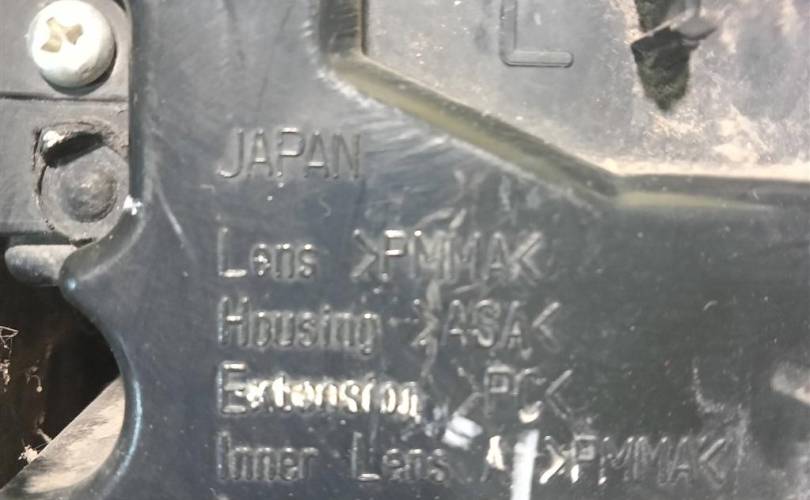 L
JAPAN
Lens >PMMA<
Housing >ASA<
Extension >PC<
Inner Lens A >PMMA<